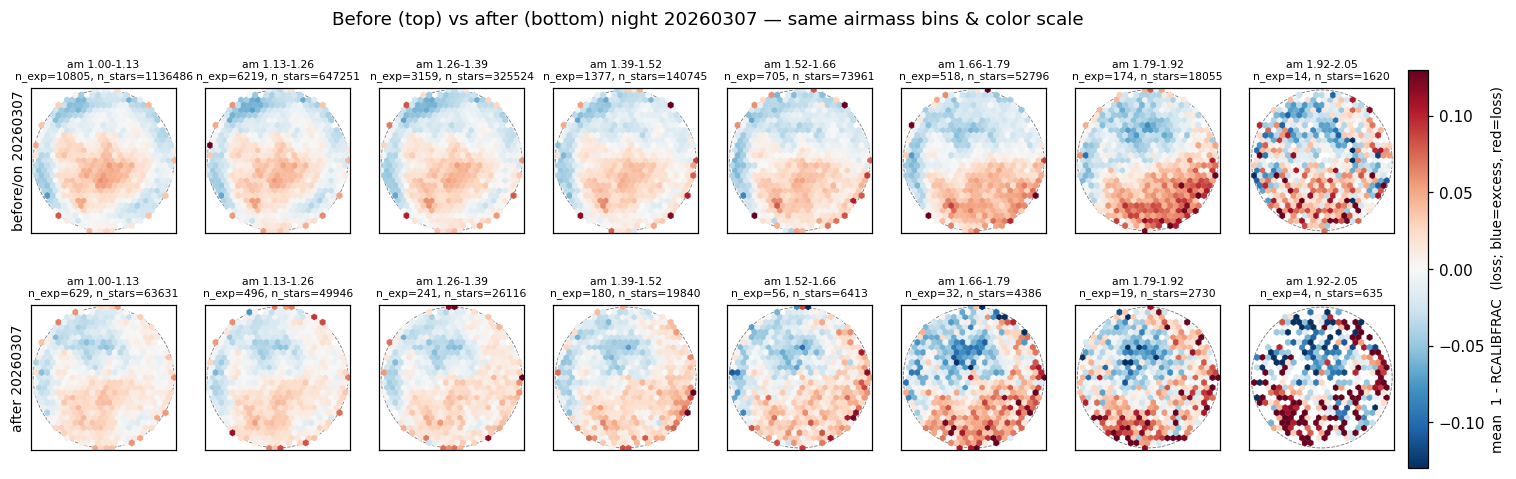 Before (top) vs after (bottom) night 20260307 — same airmass bins & color scale
am 1.00-1.13
n_exp=10805, n_stars=1136486
am 1.13-1.26
n_exp=6219, n_stars=647251
am 1.26-1.39
n_exp=3159, n_stars=325524
am 1.39-1.52
n_exp=1377, n_stars=140745
am 1.52-1.66
n_exp=705, n_stars=73961
am 1.66-1.79
n_exp=518, n_stars=52796
am 1.79-1.92
n_exp=174, n_stars=18055
am 1.92-2.05
n_exp=14, n_stars=1620
before/on 20260307
am 1.00-1.13
n_exp=629, n_stars=63631
am 1.13-1.26
n_exp=496, n_stars=49946
am 1.26-1.39
n_exp=241, n_stars=26116
am 1.39-1.52
n_exp=180, n_stars=19840
am 1.52-1.66
n_exp=56, n_stars=6413
am 1.66-1.79
n_exp=32, n_stars=4386
am 1.79-1.92
n_exp=19, n_stars=2730
am 1.92-2.05
n_exp=4, n_stars=635
after 20260307
0.10
0.05
0.00
−0.05
−0.10
mean 1 - RCALIBFRAC (loss; blue=excess, red=loss)